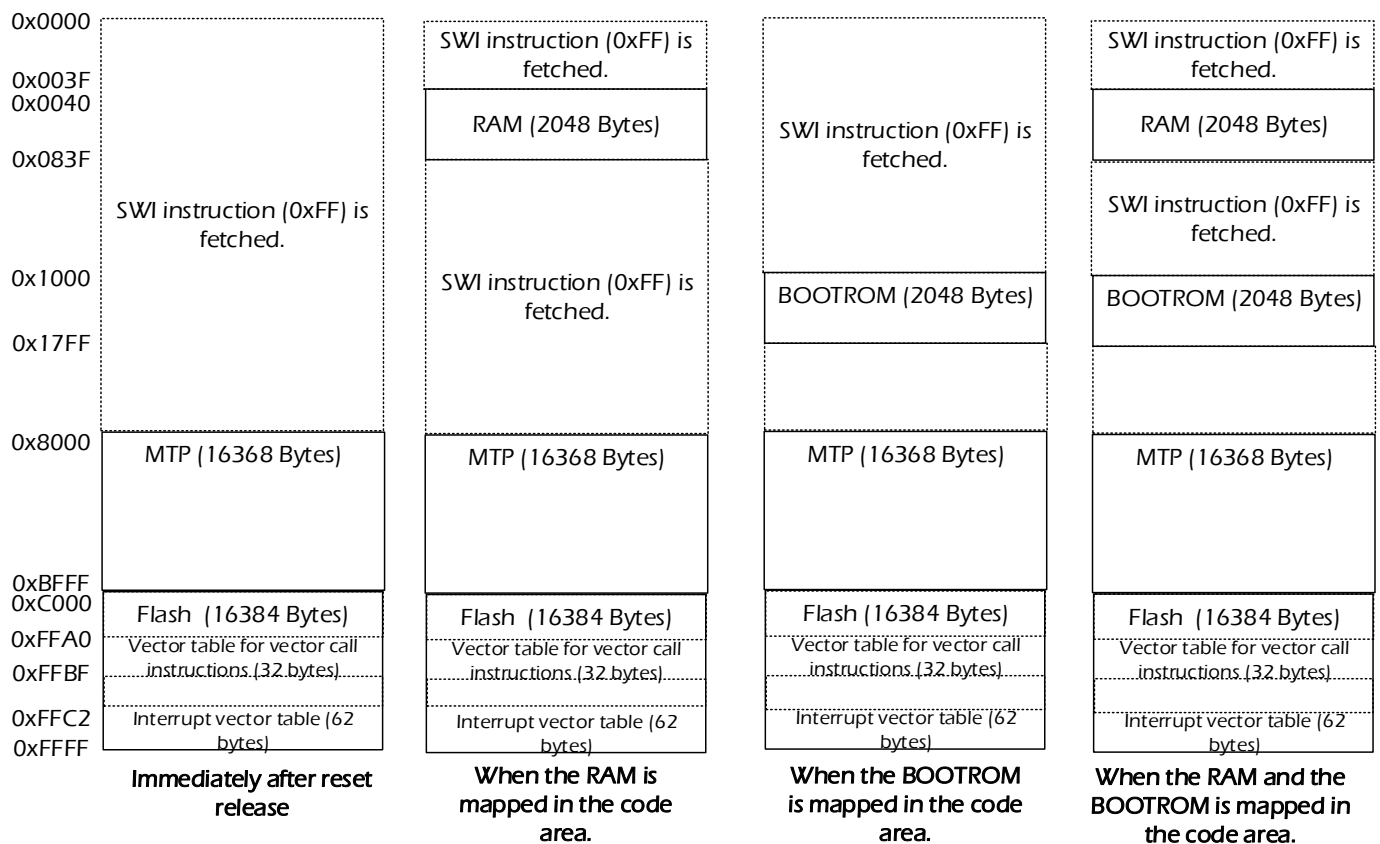 0x0000
0x003F
0x0040
0x083F
0x1000
0x17FF
0x8000
0xBFFF
0xC000
0xFFA0
0xFFBF
0xFFC2
0xFFFF
SWI instruction (0xFF) is
fetched.
MTP (16368 Bytes)
Flash (16384 Bytes)
Vector table for vector call
instructions (32 bytes)
Interrupt vector table (62
bytes)
Immediately after reset
release
SWI instruction (0xFF) is
fetched.
RAM (2048 Bytes)
SWI instruction (0xFF) is
fetched.
MTP (16368 Bytes)
Flash (16384 Bytes)
Vector table for vector call
instructions (32 bytes)
Interrupt vector table (62
bytes)
When the RAM is
mapped in the code
area.
SWI instruction (0xFF) is
fetched.
BOOTROM (2048 Bytes)
MTP (16368 Bytes)
Flash (16384 Bytes)
Vector table for vector call
instructions (32 bytes)
Interrupt vector table (62
bytes)
When the BOOTROM
is mapped in the code
area.
SWI instruction (0xFF) is
fetched.
RAM (2048 Bytes)
SWI instruction (0xFF) is
fetched.
BOOTROM (2048 Bytes)
MTP (16368 Bytes)
Flash (16384 Bytes)
Vector table for vector call
instructions (32 bytes)
Interrupt vector table (62
bytes)
When the RAM and the
BOOTROM is mapped in
the code area.